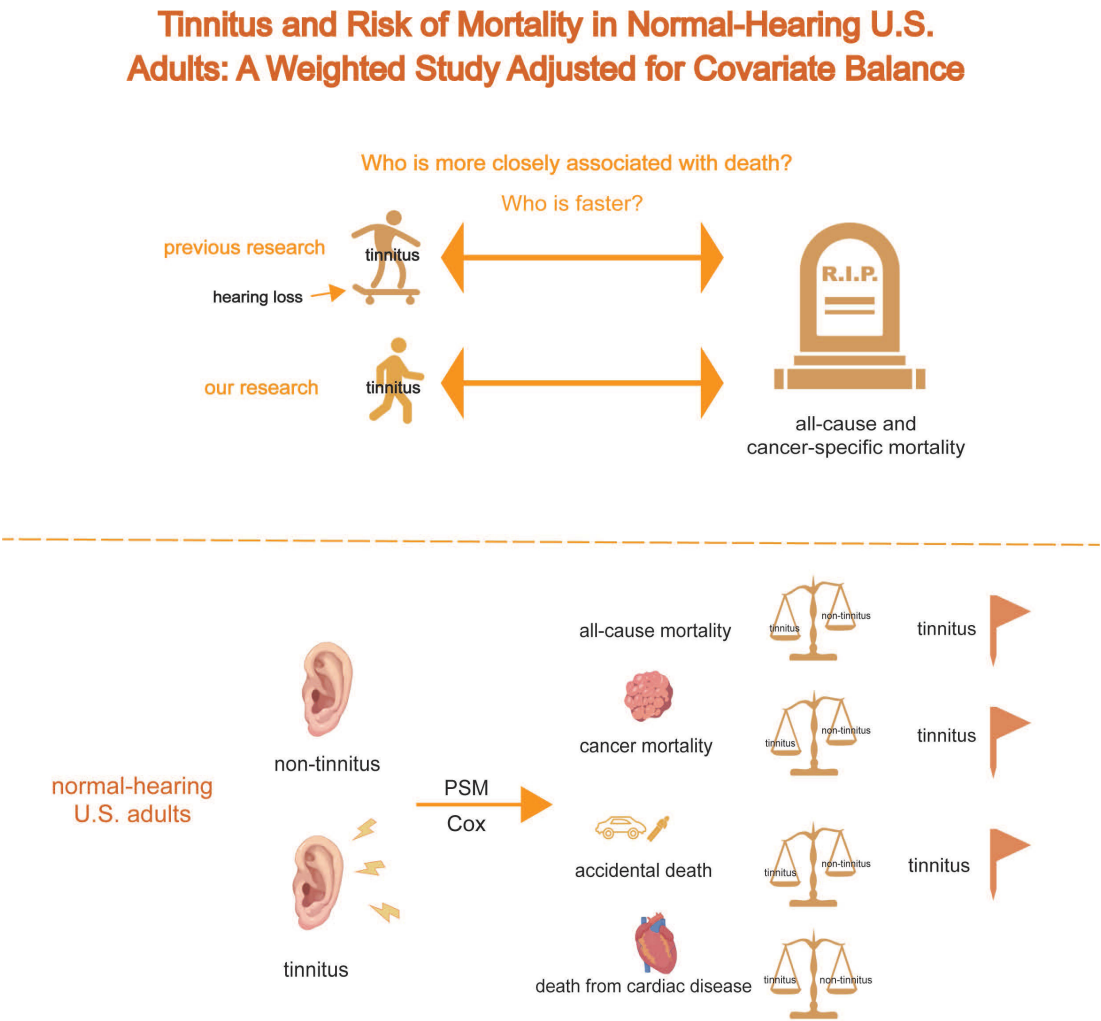 Tinnitus and Risk of Mortality in Normal-Hearing U.S.
Adults: A Weighted Study Adjusted for Covariate Balance
Who is more closely associated with death?
Who is faster?
previous research
tinnitus
hearing loss
R.I.P.
our research
tinnitus
all-cause and
cancer-specific mortality
normal-hearing
U.S. adults
non-tinnitus
tinnitus
PSM
Cox
all-cause mortality
tinnitus
non-tinnitus
tinnitus
cancer mortality
tinnitus
non-tinnitus
tinnitus
accidental death
tinnitus
non-tinnitus
tinnitus
death from cardiac disease
tinnitus
non-tinnitus